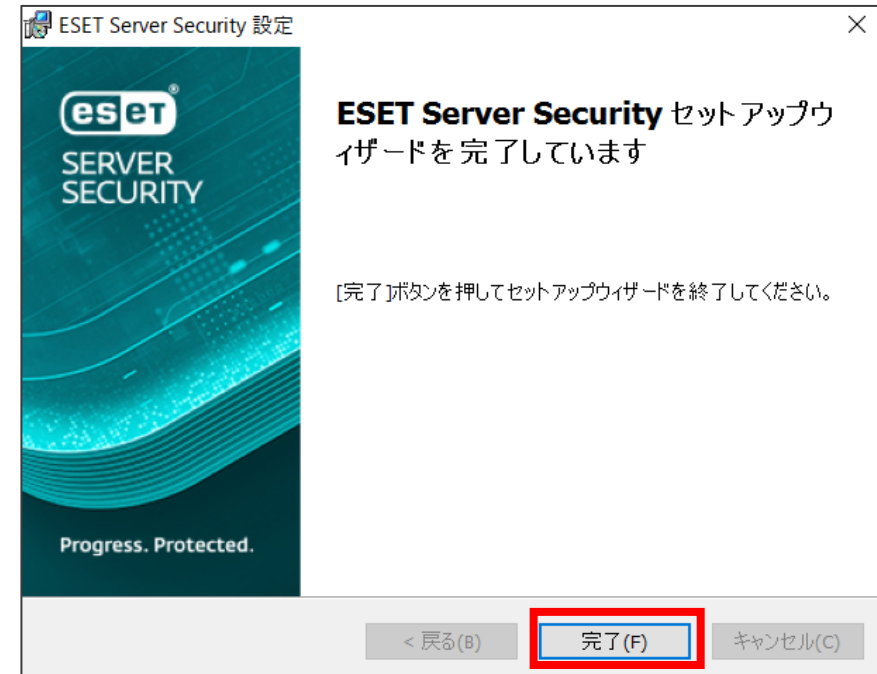 ESET Server Security 設定
eset®
SERVER
SECURITY
ESET Server Security セットアップウ
ィザードを完了しています
[完了]ボタンを押してセットアップウィザードを終了してください。
Progress. Protected.
< 戻る(B)
完了(F)
キャンセル(C)